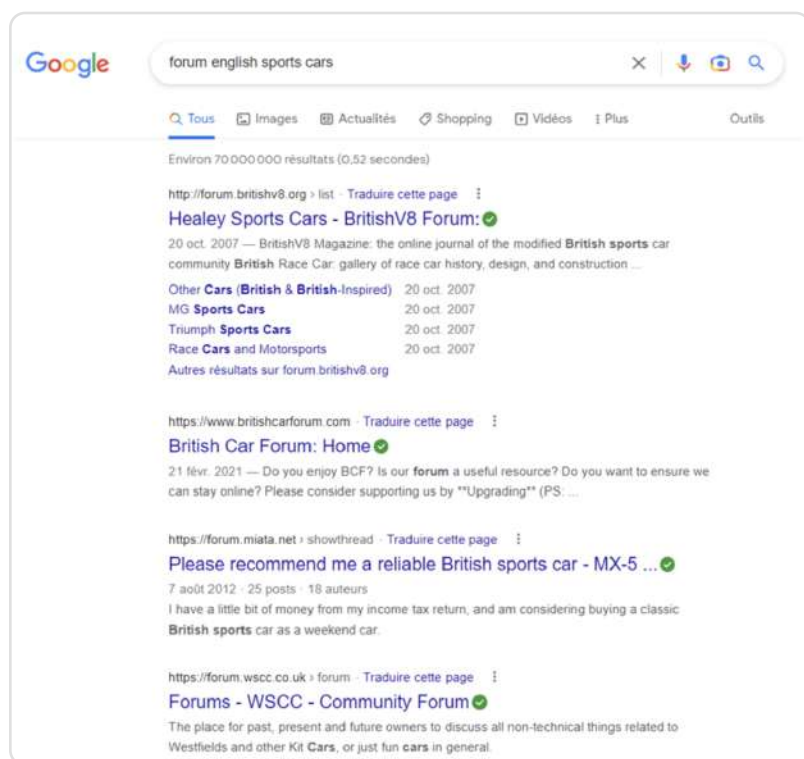 Google
forum english sports cars
Tous Images Actualités Shopping Vidéos Plus Outils
Environ 70 000 000 résultats (0,52 secondes)
http://forum.britishv8.org › list · Traduire cette page
Healey Sports Cars - BritishV8 Forum:
20 oct. 2007 — BritishV8 Magazine: the online journal of the modified British sports car
community British Race Car: gallery of race car history, design, and construction ...
Other Cars (British & British-Inspired) 20 oct. 2007
MG Sports Cars 20 oct. 2007
Triumph Sports Cars 20 oct. 2007
Race Cars and Motorsports 20 oct. 2007
Autres résultats sur forum.britishv8.org
https://www.britishcarforum.com · Traduire cette page
British Car Forum: Home
21 févr. 2021 — Do you enjoy BCF? Is our forum a useful resource? Do you want to ensure we
can stay online? Please consider supporting us by **Upgrading** (PS: ...
https://forum.miata.net › showthread · Traduire cette page
Please recommend me a reliable British sports car - MX-5 ...
7 août 2012 · 25 posts · 18 auteurs
I have a little bit of money from my income tax return, and am considering buying a classic
British sports car as a weekend car.
https://forum.wscc.co.uk › forum · Traduire cette page
Forums - WSCC - Community Forum
The place for past, present and future owners to discuss all non-technical things related to
Westfields and other Kit Cars, or just fun cars in general.